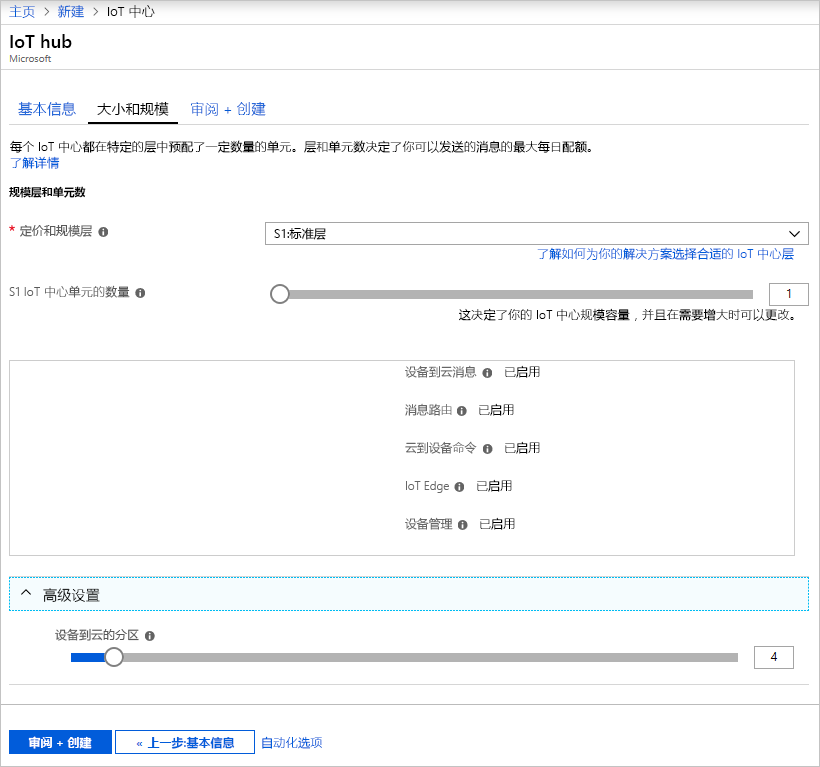 主页 > 新建 > IoT 中心
IoT hub
Microsoft
基本信息 大小和规模 审阅 + 创建
每个 IoT 中心都在特定的层中预配了一定数量的单元。层和单元数决定了你可以发送的消息的最大每日配额。
了解详情
规模层和单元数
* 定价和规模层 S1:标准层
了解如何为你的解决方案选择合适的 IoT 中心层
S1 IoT 中心单元的数量 1
这决定了你的 IoT 中心规模容量，并且在需要增大时可以更改。
设备到云消息 已启用
消息路由 已启用
云到设备命令 已启用
IoT Edge 已启用
设备管理 已启用
高级设置
设备到云的分区
4
审阅 + 创建 « 上一步:基本信息 自动化选项